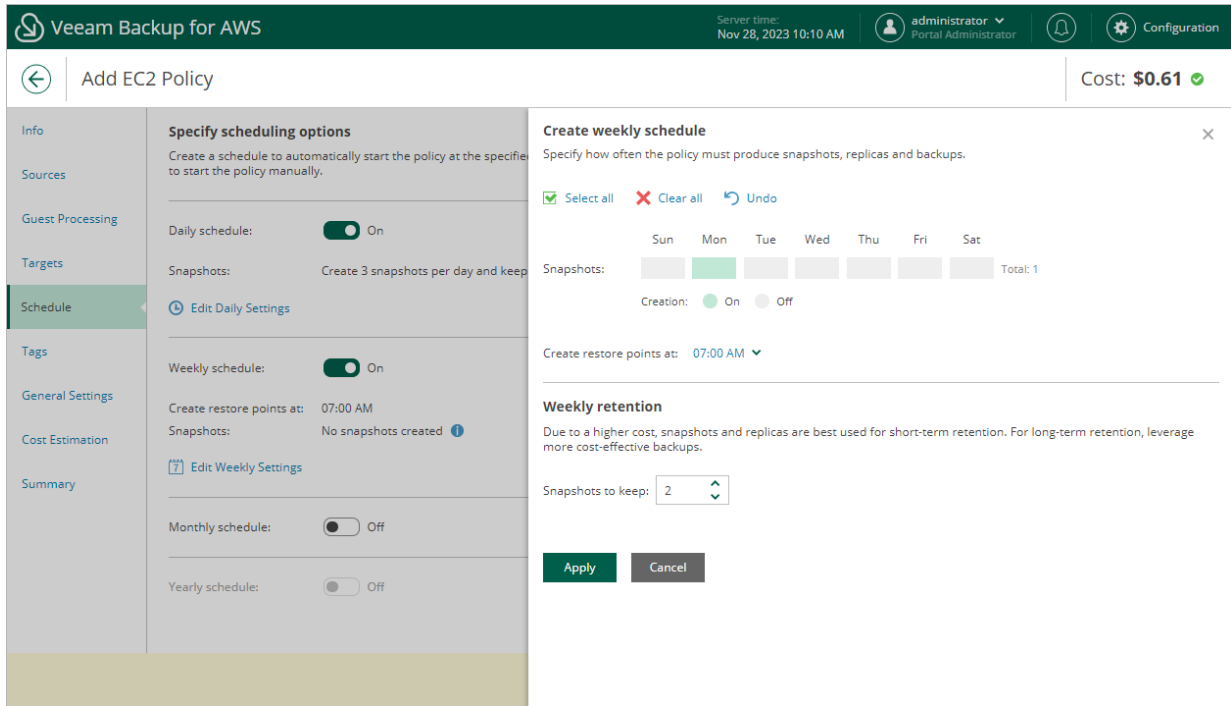 Veeam Backup for AWS
Server time:
Nov 28, 2023 10:10 AM
administrator
Portal Administrator
Configuration
Add EC2 Policy
Cost: $0.61
Info
Sources
Guest Processing
Targets
Schedule
Tags
General Settings
Cost Estimation
Summary
Specify scheduling options
Create a schedule to automatically start the policy at the specified
to start the policy manually.
Daily schedule: On
Snapshots: Create 3 snapshots per day and keep
Edit Daily Settings
Weekly schedule: On
Create restore points at: 07:00 AM
Snapshots: No snapshots created
7 Edit Weekly Settings
Monthly schedule: Off
Yearly schedule: Off
Create weekly schedule
Specify how often the policy must produce snapshots, replicas and backups.
Select all Clear all Undo
Sun Mon Tue Wed Thu Fri Sat
Snapshots: Total: 1
Creation: On Off
Create restore points at: 07:00 AM
Weekly retention
Due to a higher cost, snapshots and replicas are best used for short-term retention. For long-term retention, leverage
more cost-effective backups.
Snapshots to keep: 2
Apply Cancel